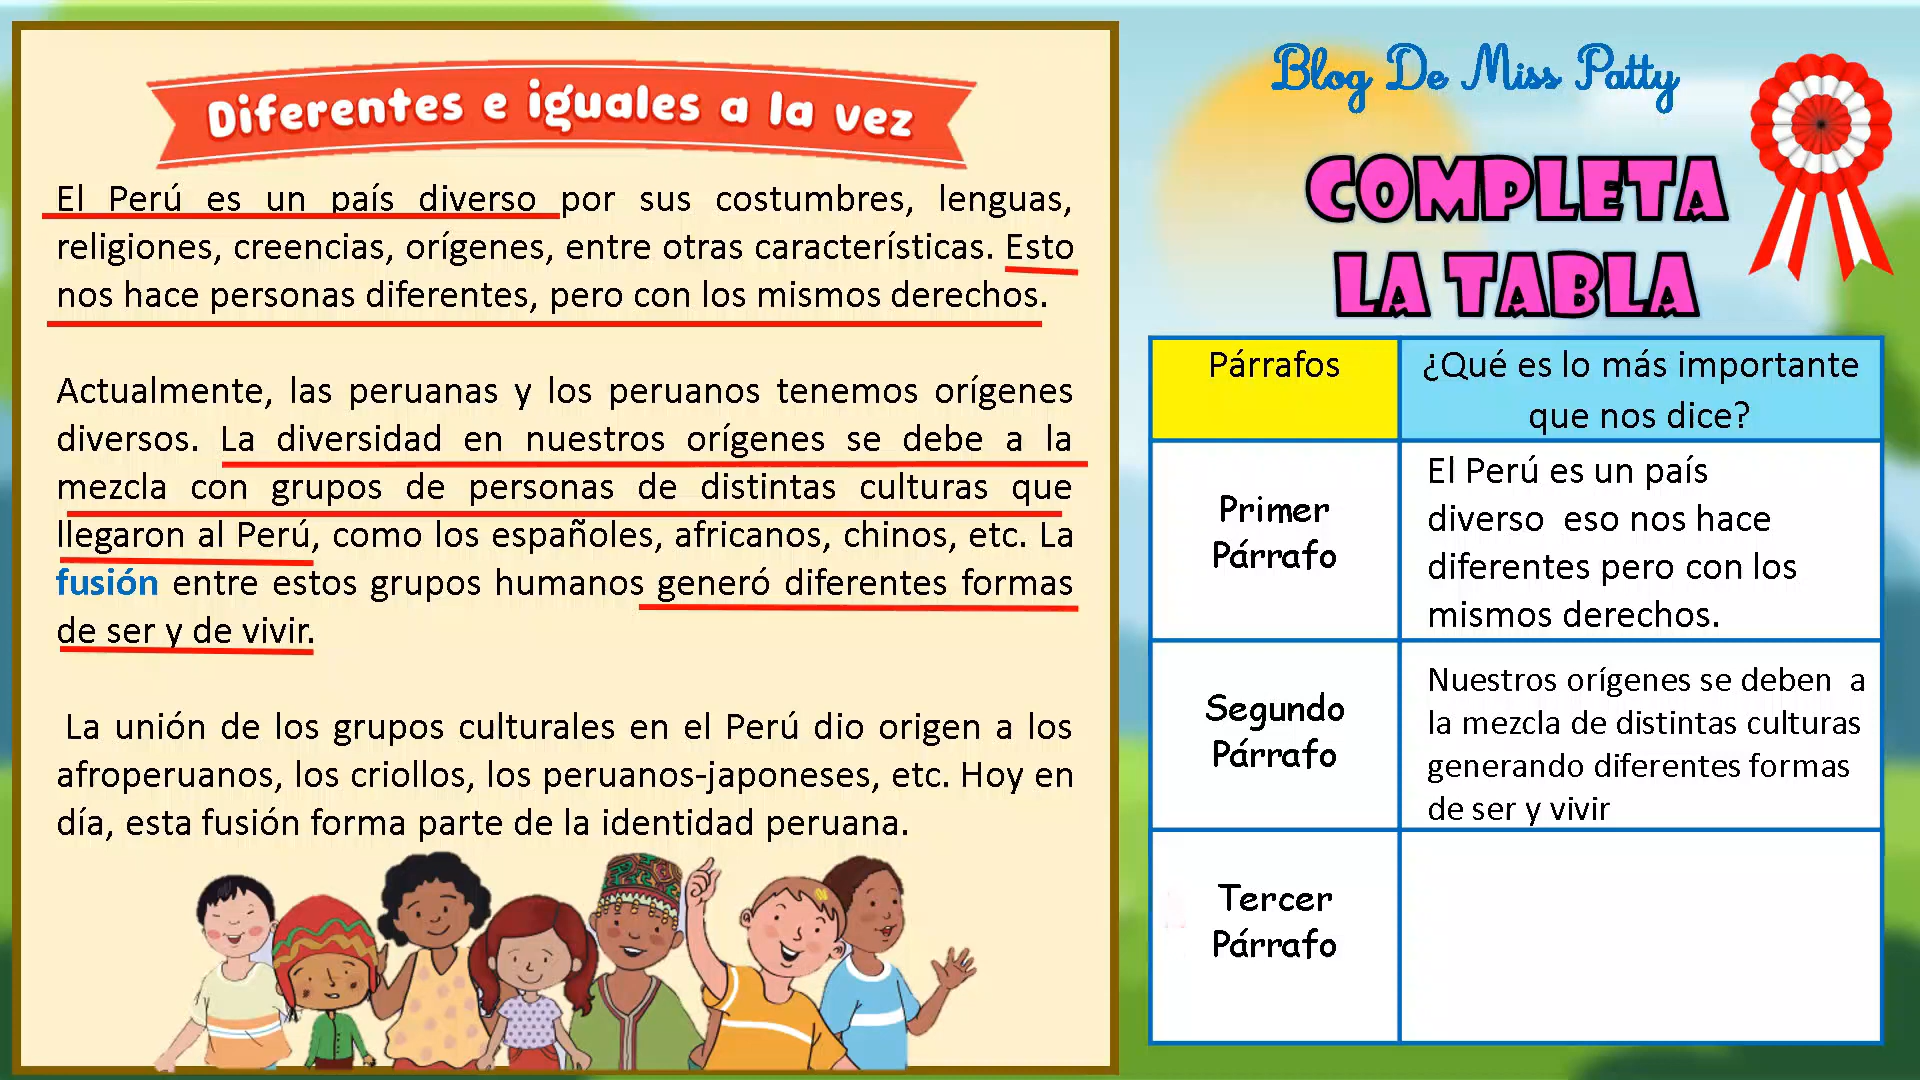 Diferentes e iguales a la vez
El Perú es un país diverso por sus costumbres, lenguas,
religiones, creencias, orígenes, entre otras características. Esto
nos hace personas diferentes, pero con los mismos derechos.
Actualmente, las peruanas y los peruanos tenemos orígenes
diversos. La diversidad en nuestros orígenes se debe a la
mezcla con grupos de personas de distintas culturas que
llegaron al Perú, como los españoles, africanos, chinos, etc. La
fusión entre estos grupos humanos generó diferentes formas
de ser y de vivir.
La unión de los grupos culturales en el Perú dio origen a los
afroperuanos, los criollos, los peruanos-japoneses, etc. Hoy en
día, esta fusión forma parte de la identidad peruana.
Blog De Miss Patty
COMPLETA
LA TABLA
Párrafos
¿Qué es lo más importante
que nos dice?
Primer
Párrafo
El Perú es un país
diverso eso nos hace
diferentes pero con los
mismos derechos.
Segundo
Párrafo
Nuestros orígenes se deben a
la mezcla de distintas culturas
generando diferentes formas
de ser y vivir
Tercer
Párrafo